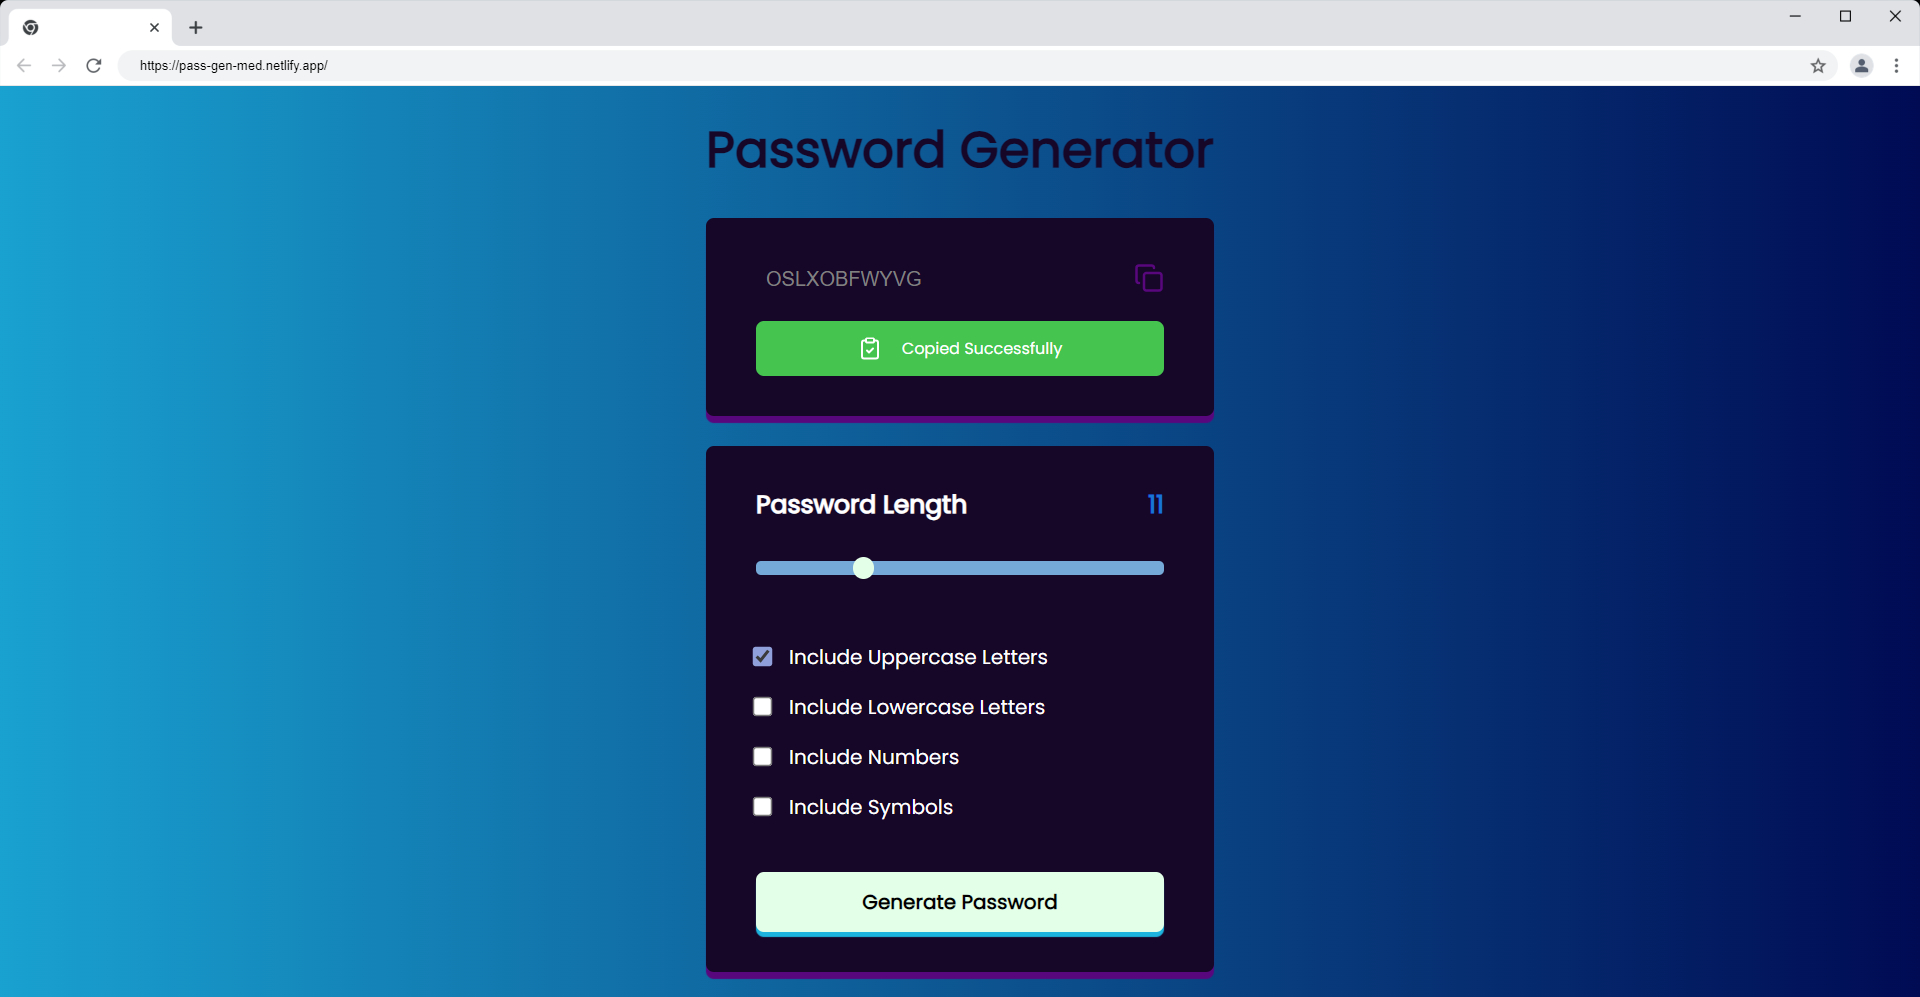 https://pass-gen-med.netlify.app/
Password Generator
OSLXOBFWYVG
Copied Successfully
Password Length 11
Include Uppercase Letters
Include Lowercase Letters
Include Numbers
Include Symbols
Generate Password